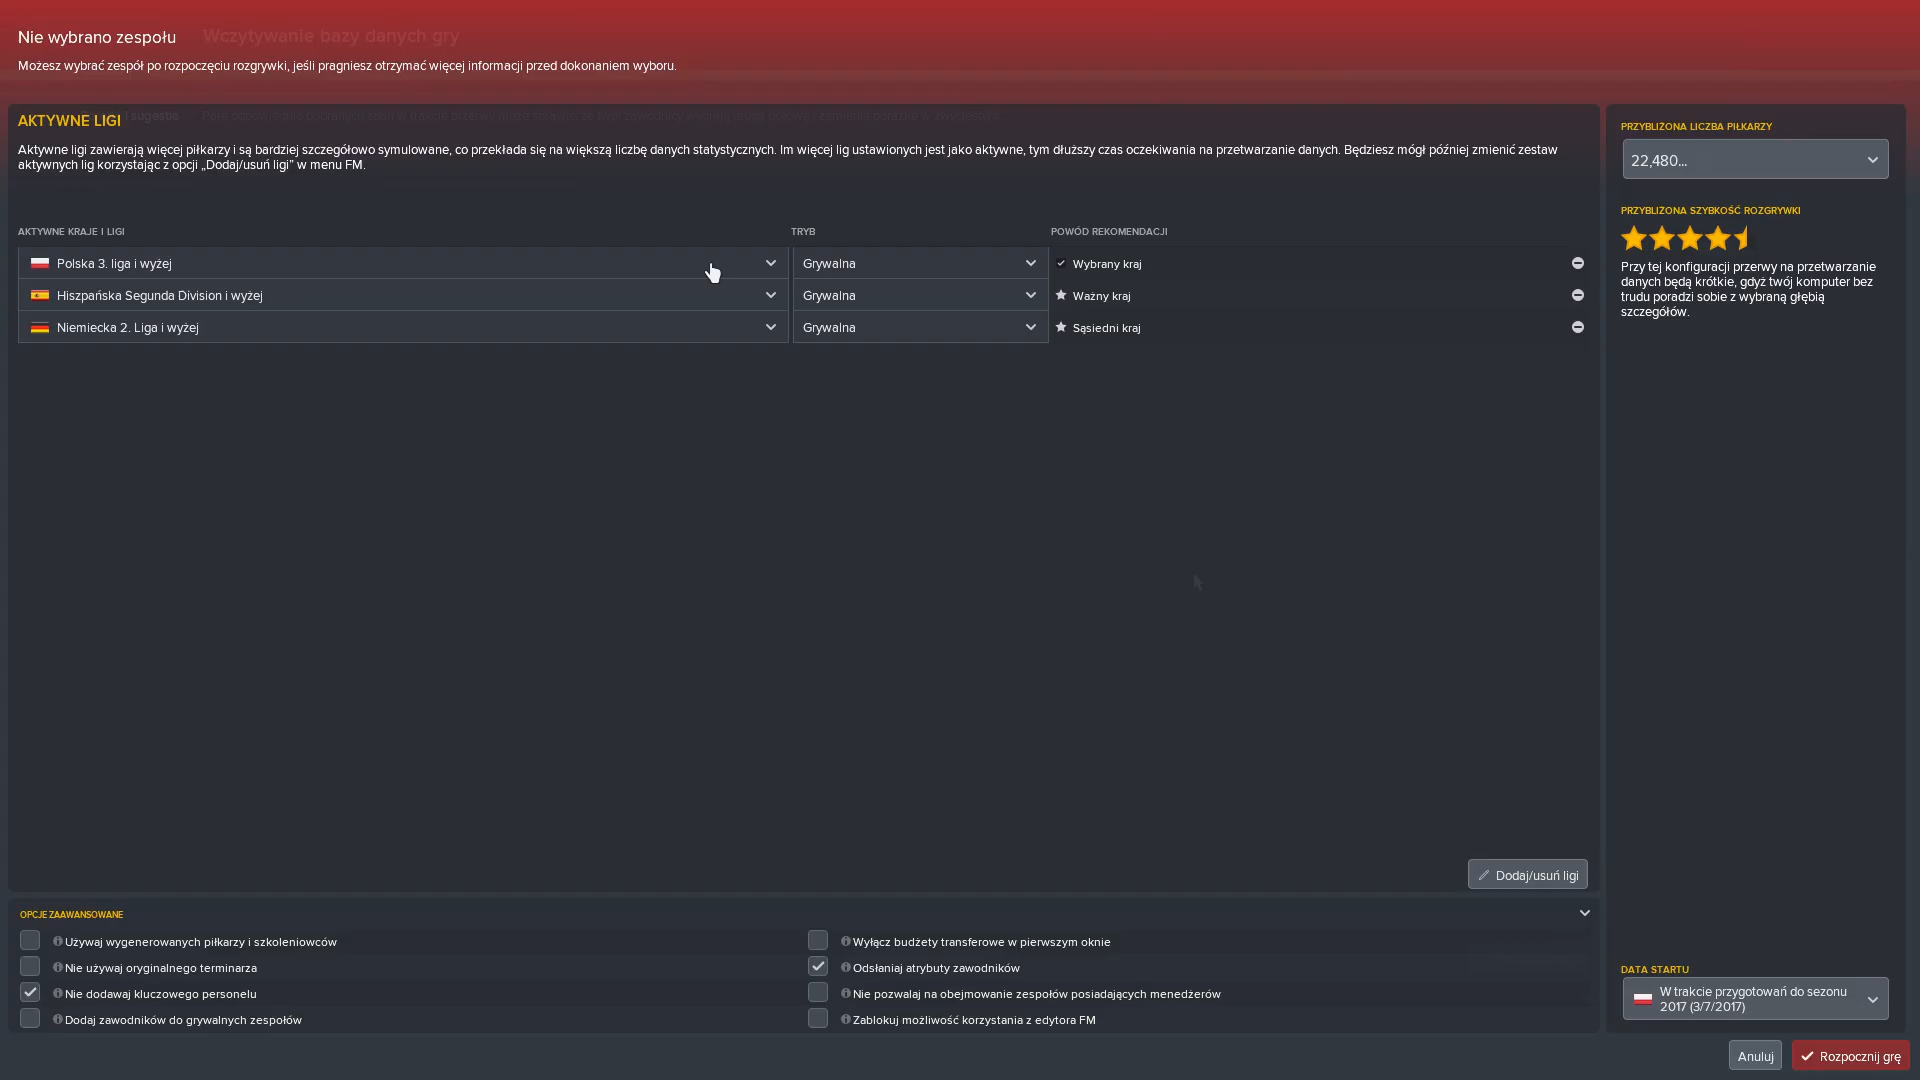 Nie wybrano zespołu
Wczytywanie bazy danych gry
Możesz wybrać zespół po rozpoczęciu rozgrywki, jeśli pragniesz otrzymać więcej informacji przed dokonaniem wyboru.
AKTYWNE LIGI
sugestia
Aktywne ligi zawierają więcej piłkarzy i są bardziej szczegółowo symulowane, co przekłada się na większą liczbę danych statystycznych. Im więcej lig ustawionych jest jako aktywne, tym dłuższy czas oczekiwania na przetwarzanie danych. Będziesz mógł później zmienić zestaw
aktywnych lig korzystając z opcji „Dodaj/usuń ligi” w menu FM.
AKTYWNE KRAJE I LIGI TRYB POWÓD REKOMENDACJI
Polska 3. liga i wyżej Grywalna Wybrany kraj
Hiszpańska Segunda Division i wyżej Grywalna Ważny kraj
Niemiecka 2. Liga i wyżej Grywalna Sąsiedni kraj
Dodaj/usuń ligi
OPCJE ZAAWANSOWANE
Używaj wygenerowanych piłkarzy i szkoleniowców
Nie używaj oryginalnego terminarza
Nie dodawaj kluczowego personelu
Dodaj zawodników do grywalnych zespołów
Wyłącz budżety transferowe w pierwszym oknie
Odsłaniaj atrybuty zawodników
Nie pozwalaj na obejmowanie zespołów posiadających menedżerów
Zablokuj możliwość korzystania z edytora FM
PRZYBLIŻONA LICZBA PIŁKARZY
22,480...
PRZYBLIŻONA SZYBKOŚĆ ROZGRYWKI
Przy tej konfiguracji przerwy na przetwarzanie
danych będą krótkie, gdyż twój komputer bez
trudu poradzi sobie z wybraną głębią
szczegółów.
DATA STARTU
W trakcie przygotowań do sezonu
2017 (3/7/2017)
Anuluj
Rozpocznij grę